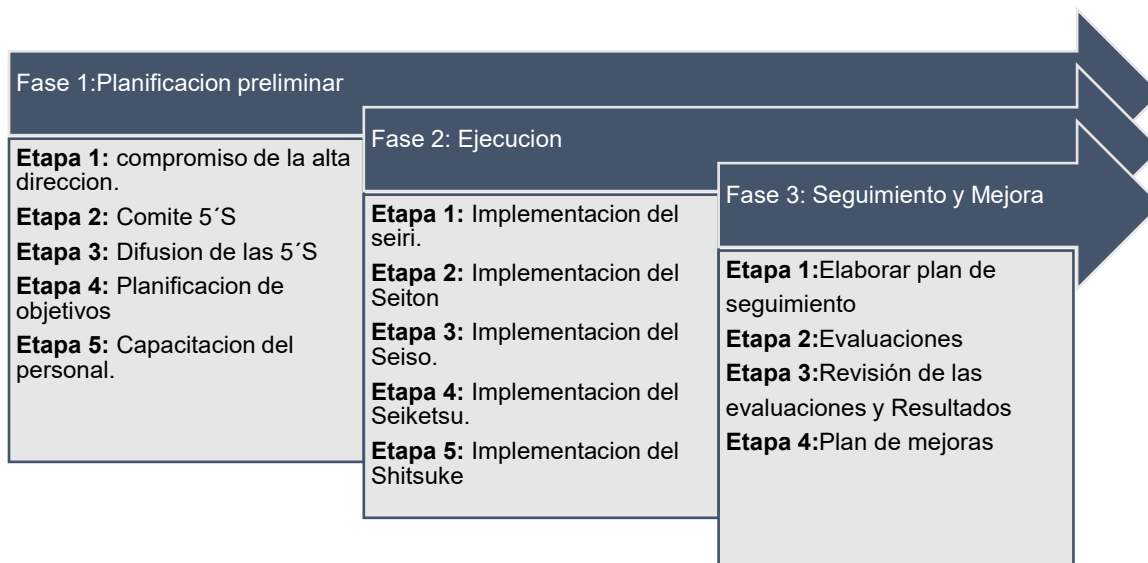 Fase 1:Planificacion preliminar
Etapa 1: compromiso de la alta
direccion.
Etapa 2: Comite 5´S
Etapa 3: Difusion de las 5´S
Etapa 4: Planificacion de
objetivos
Etapa 5: Capacitacion del
personal.
Fase 2: Ejecucion
Etapa 1: Implementacion del
seiri.
Etapa 2: Implementacion del
Seiton
Etapa 3: Implementacion del
Seiso.
Etapa 4: Implementacion del
Seiketsu.
Etapa 5: Implementacion del
Shitsuke
Fase 3: Seguimiento y Mejora
Etapa 1:Elaborar plan de
seguimiento
Etapa 2:Evaluaciones
Etapa 3:Revisión de las
evaluaciones y Resultados
Etapa 4:Plan de mejoras